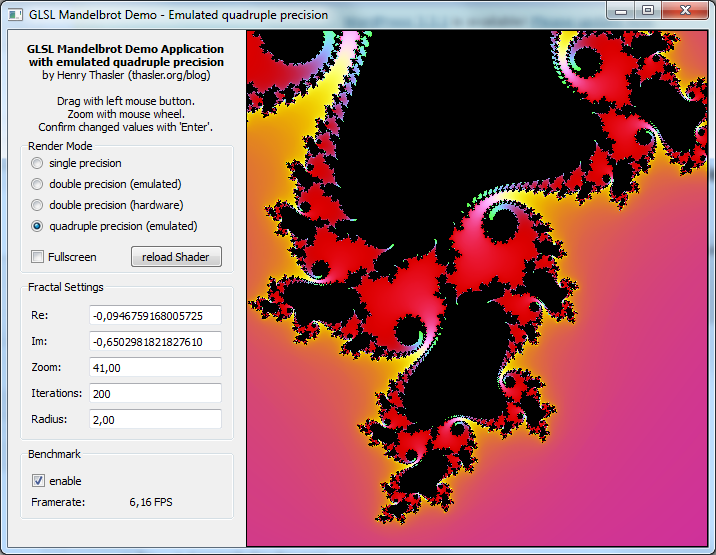 GLSL Mandelbrot Demo - Emulated quadruple precision
GLSL Mandelbrot Demo Application
with emulated quadruple precision
by Henry Thasler (thasler.org/blog)
Drag with left mouse button.
Zoom with mouse wheel.
Confirm changed values with 'Enter'.
Render Mode
single precision
double precision (emulated)
double precision (hardware)
quadruple precision (emulated)
Fullscreen
reload Shader
Fractal Settings
Re: -0,0946759168005725
Im: -0,6502981821827610
Zoom: 41,00
Iterations: 200
Radius: 2,00
Benchmark
enable
Framerate: 6,16 FPS